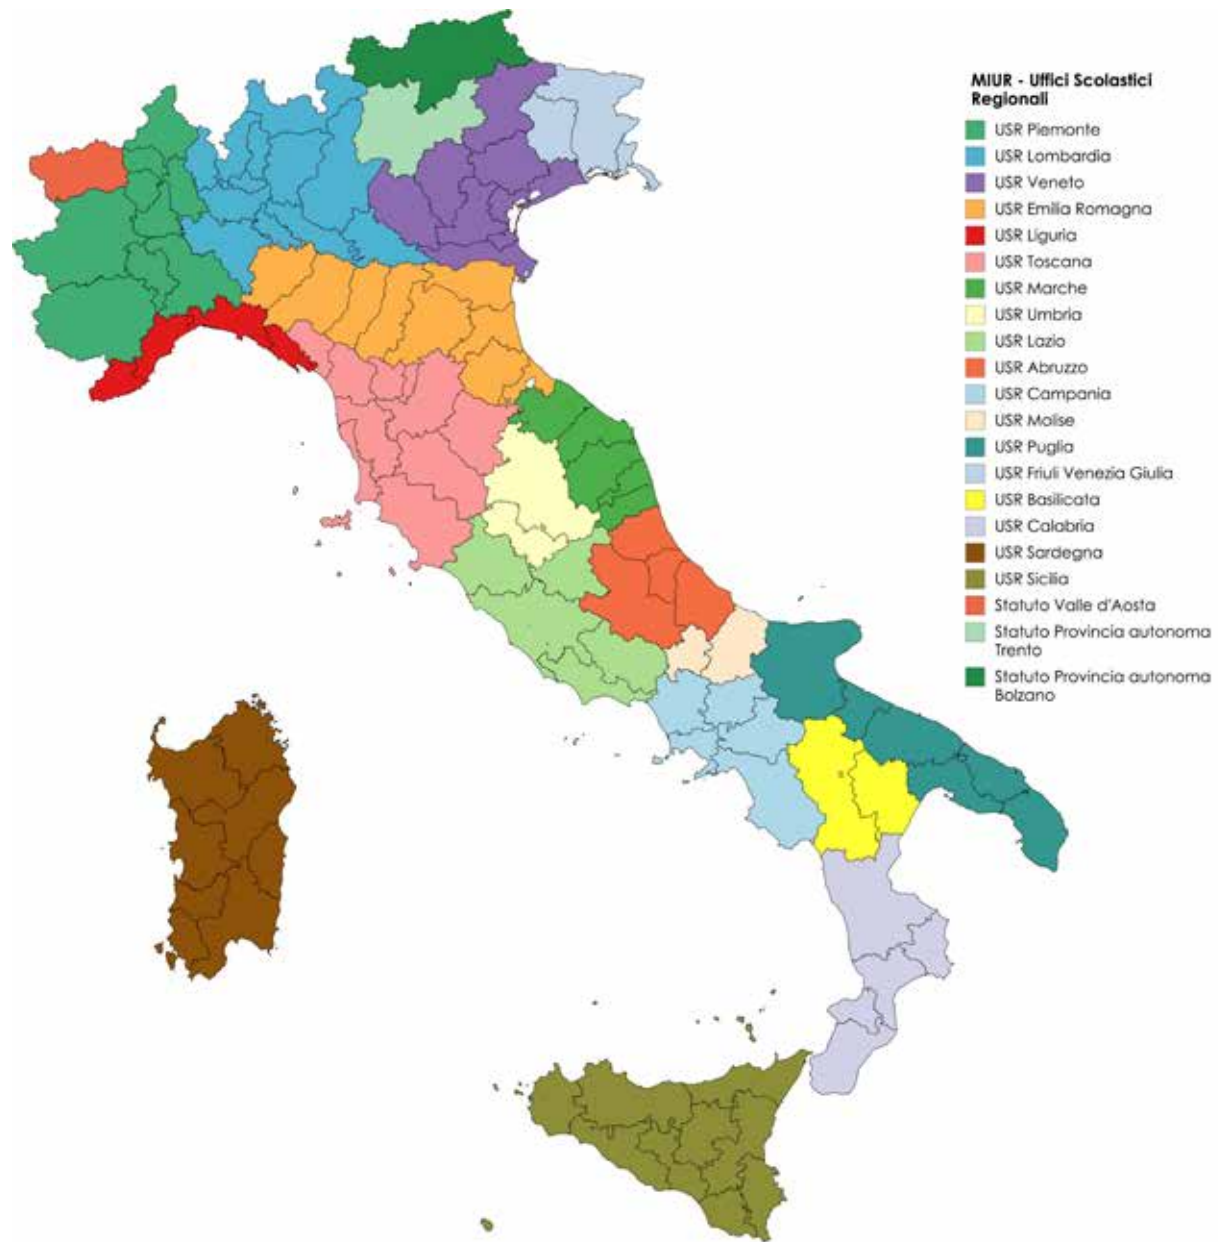 MIUR - Uffici Scolastici
Regionali
USR Piemonte
USR Lombardia
USR Veneto
USR Emilia Romagna
USR Liguria
USR Toscana
USR Marche
USR Umbria
USR Lazio
USR Abruzzo
USR Campania
USR Molise
USR Puglia
USR Friuli Venezia Giulia
USR Basilicata
USR Calabria
USR Sardegna
USR Sicilia
Statuto Valle d'Aosta
Statuto Provincia autonoma
Trento
Statuto Provincia autonoma
Bolzano